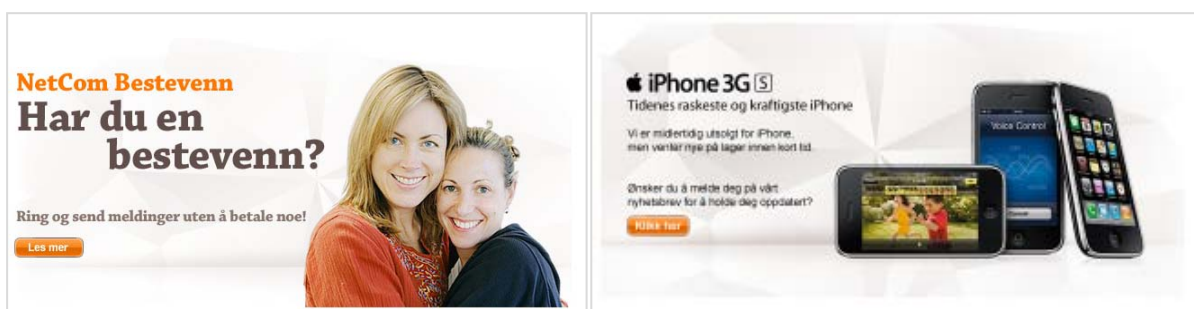 NetCom Bestevenn
Har du en
bestevenn?
Ring og send meldinger uten å betale noe!
Les mer
iPhone 3G S
Tidenes raskeste og kraftigste iPhone
Vi er midlertidig utsolgt for iPhone,
men venter nye på lager innen kort tid.
Ønsker du å melde deg på vårt
nyhetsbrev for å holde deg oppdatert?
Klikk her
Voice Control
Cancel